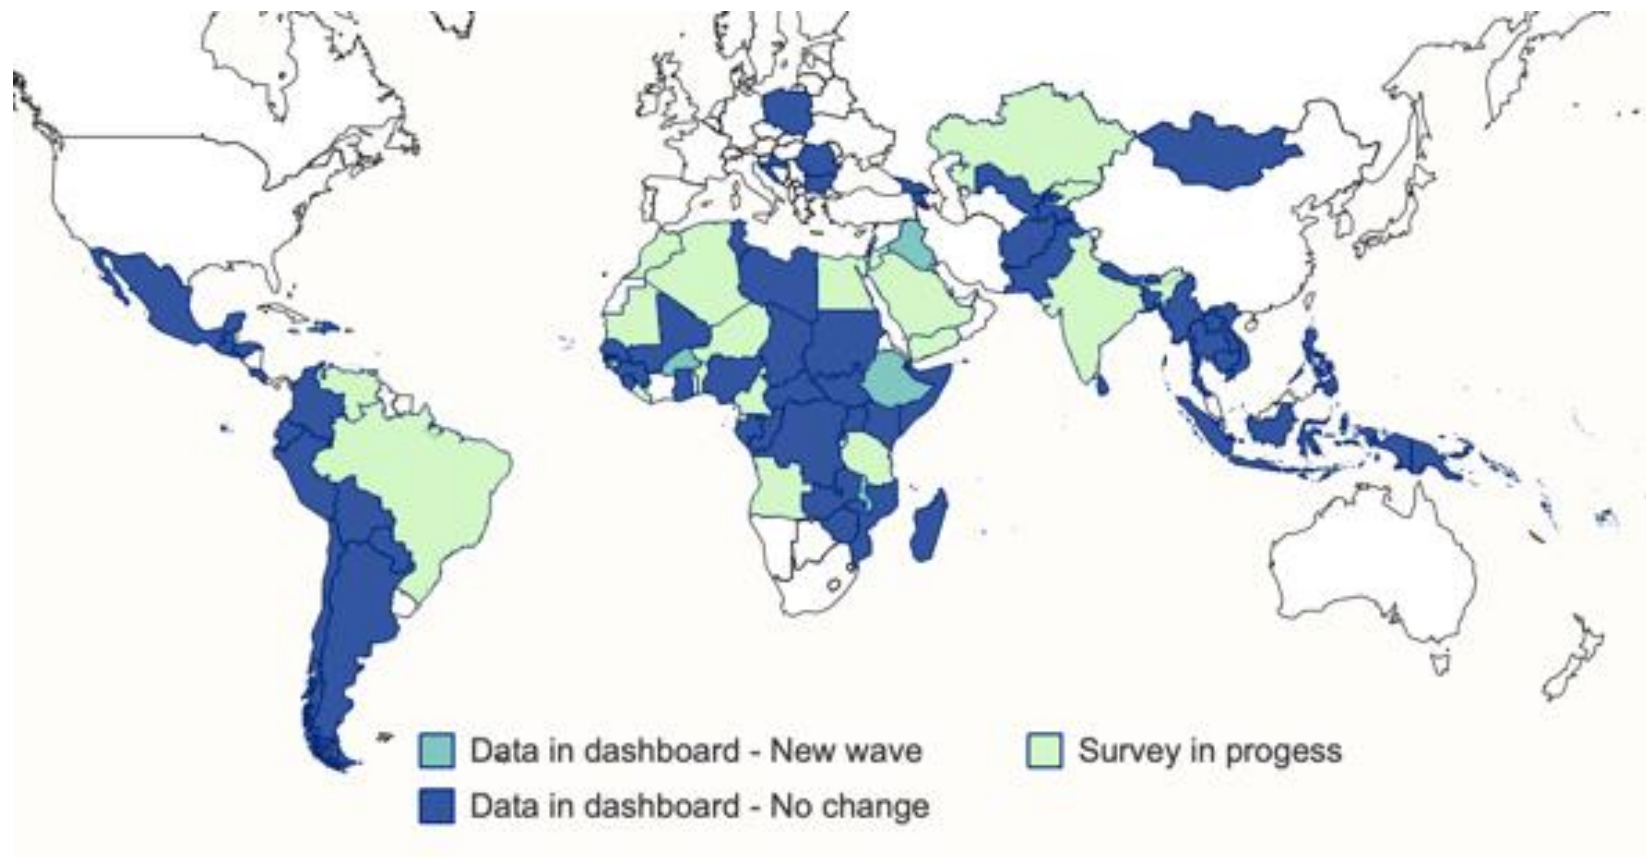 Data in dashboard - New wave
Survey in progess
Data in dashboard - No change